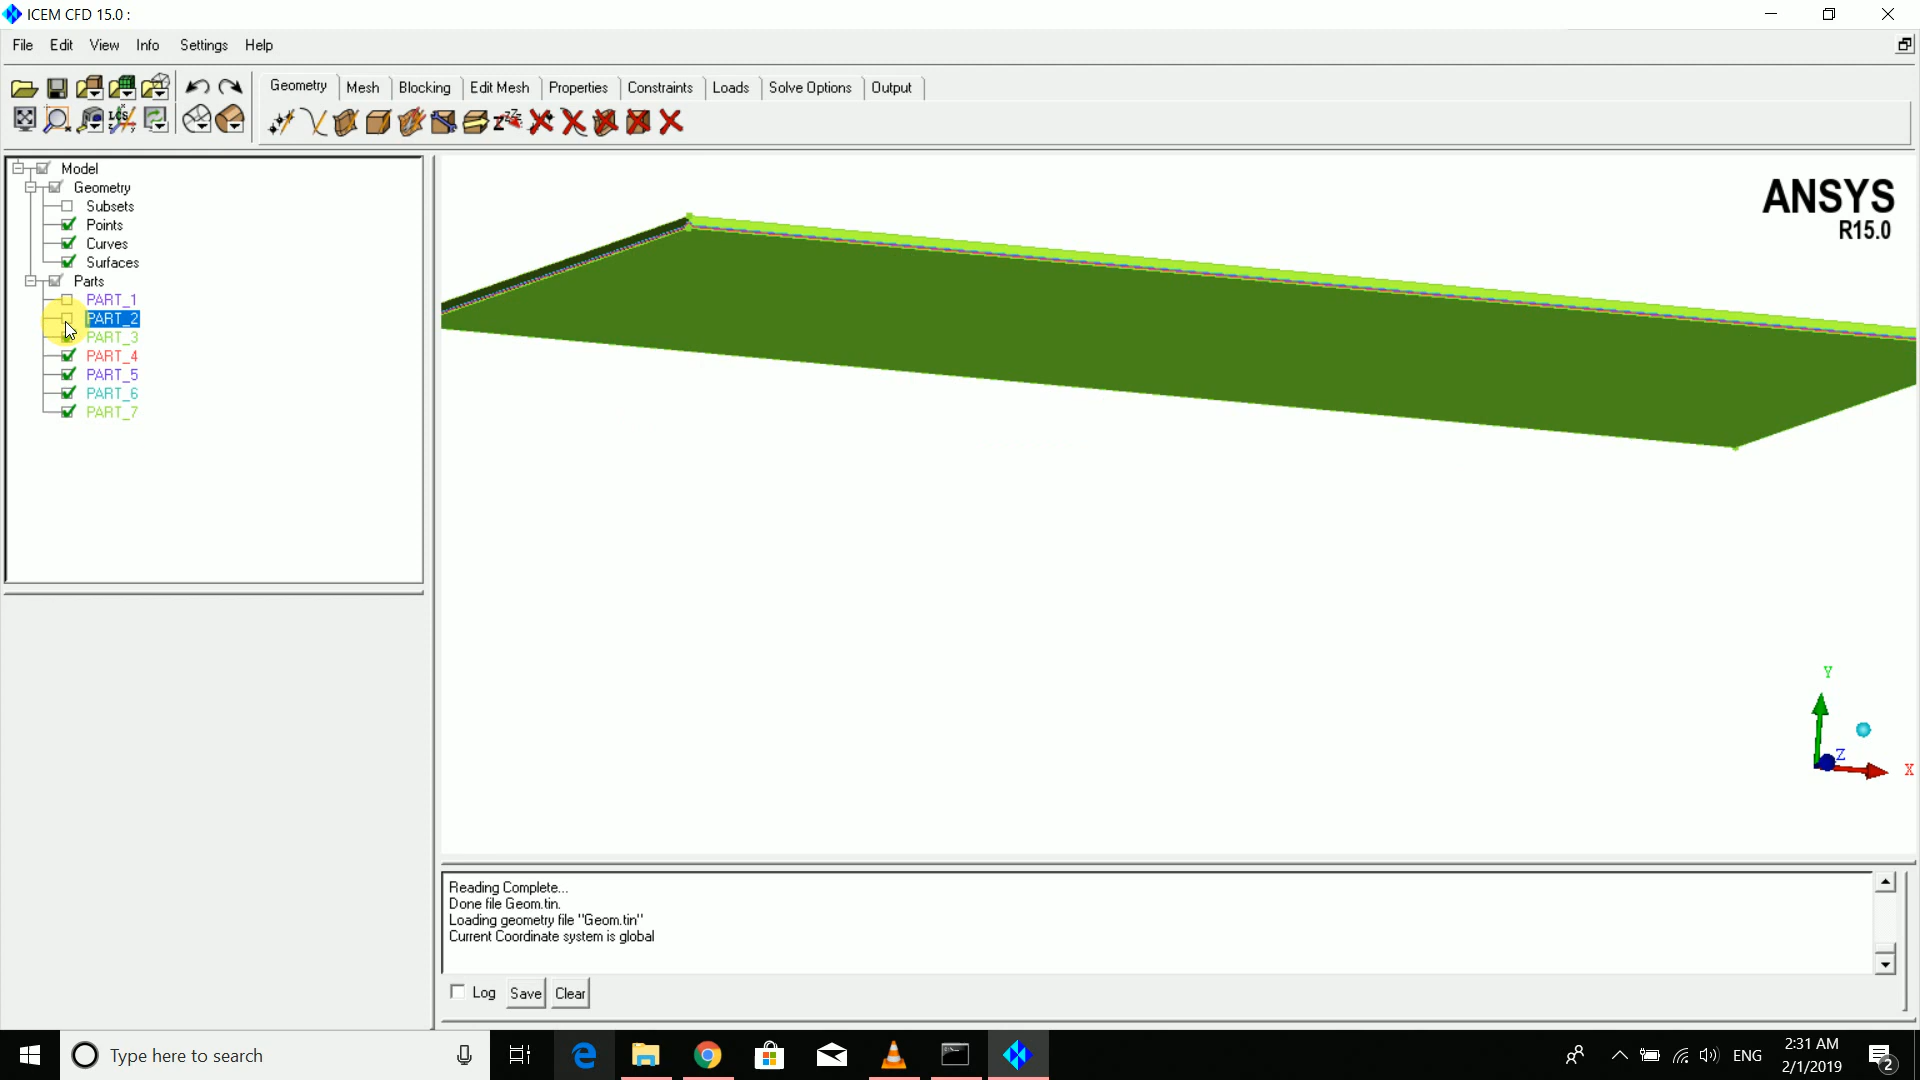 ICEM CFD 15.0 :
File Edit View Info Settings Help
Geometry Mesh Blocking Edit Mesh Properties Constraints Loads Solve Options Output
Model
Geometry
Subsets
Points
Curves
Surfaces
Parts
PART_1
PART_2
PART_3
PART_4
PART_5
PART_6
PART_7
ANSYS
R15.0
Y
Z
X
Reading Complete...
Done file Geom.tin.
Loading geometry file "Geom.tin"
Current Coordinate system is global
Log Save Clear
Type here to search
ENG
2:31 AM
2/1/2019
2